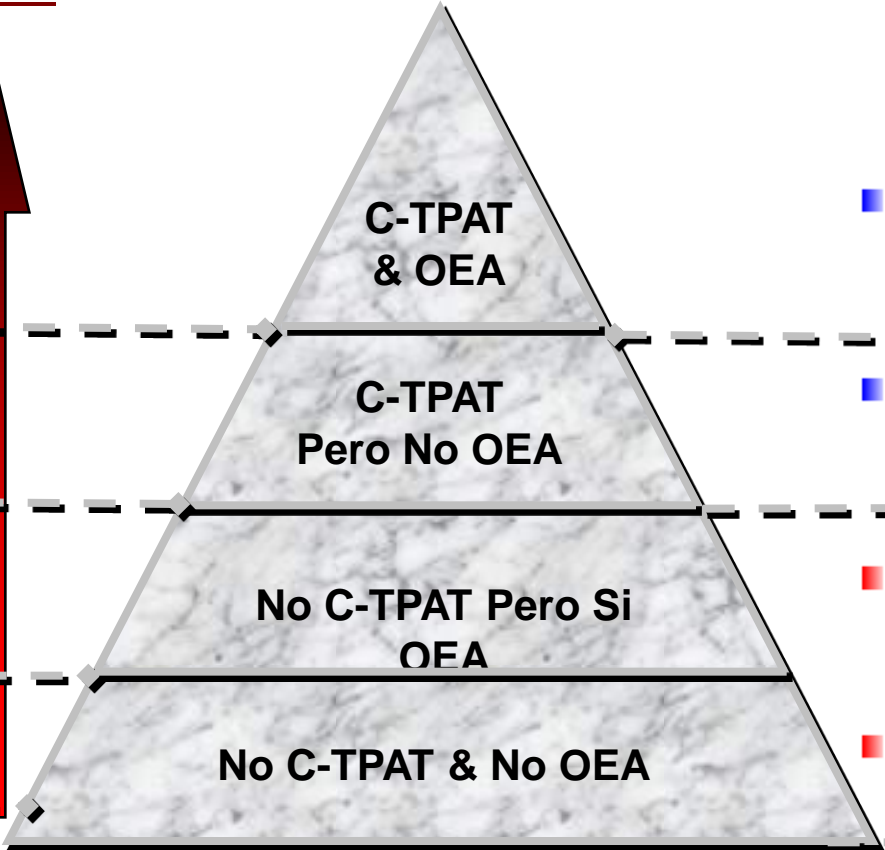 C-TPAT
& OEA
C-TPAT
Pero No OEA
No C-TPAT Pero Si
OEA
No C-TPAT & No OEA